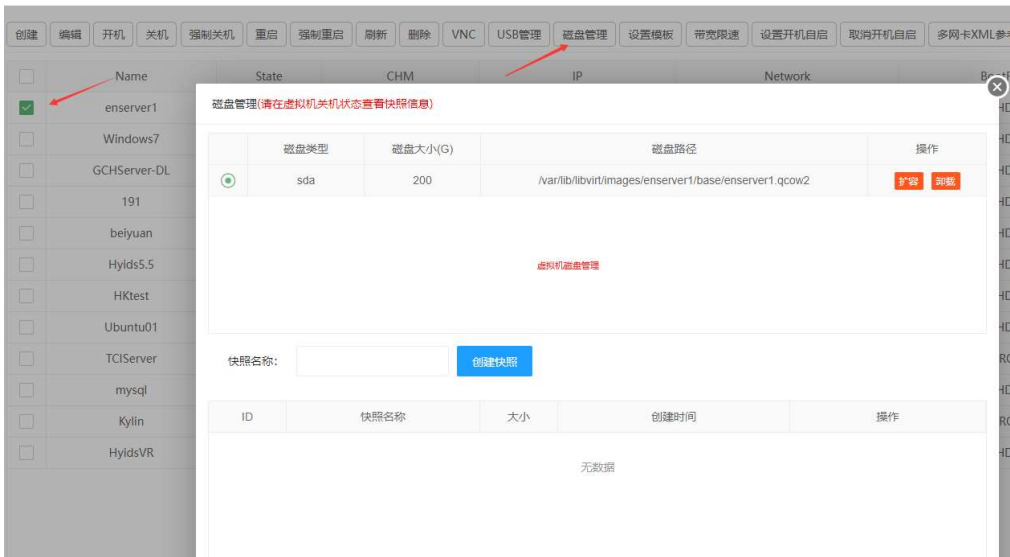 创建 编辑 开机 关机 强制关机 重启 强制重启 刷新 删除 VNC USB管理 磁盘管理 设置模板 带宽限速 设置开机自启 取消开机自启
Name State CHM IP Network
enserver1
磁盘管理(请在虚拟机关机状态查看快照信息)
Windows7
磁盘类型 磁盘大小(G) 磁盘路径 操作
GCHServer-DL
sda 200 /var/lib/libvirt/images/enserver1/base/enserver1.qcow2 扩容 卸载
191
beiyuan
Hyids5.5
虚拟机磁盘管理
HKtest
Ubuntu01
TCIServer
快照名称: 创建快照
mysql
Kylin
ID 快照名称 大小 创建时间 操作
HyidsVR
无数据